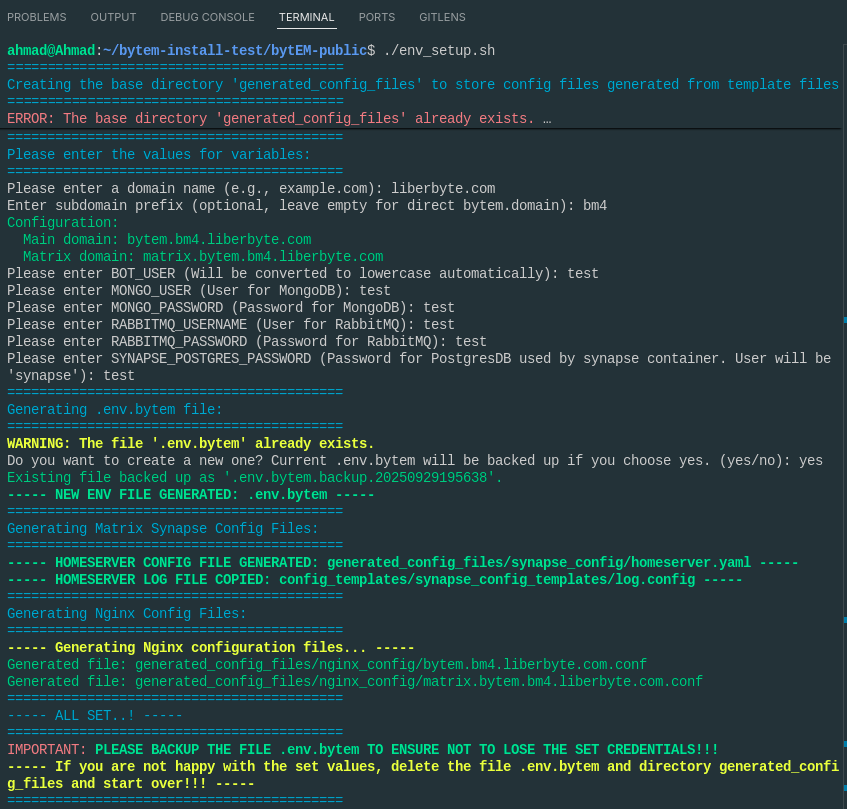 PROBLEMS OUTPUT DEBUG CONSOLE TERMINAL PORTS GITLENS
ahmad@Ahmad:~/bytem-install-test/bytEM-public$ ./env_setup.sh
==========================================
Creating the base directory 'generated_config_files' to store config files generated from template files
==========================================
ERROR: The base directory 'generated_config_files' already exists. …
==========================================
Please enter the values for variables:
==========================================
Please enter a domain name (e.g., example.com): liberbyte.com
Enter subdomain prefix (optional, leave empty for direct bytem.domain): bm4
Configuration:
  Main domain: bytem.bm4.liberbyte.com
  Matrix domain: matrix.bytem.bm4.liberbyte.com
Please enter BOT_USER (Will be converted to lowercase automatically): test
Please enter MONGO_USER (User for MongoDB): test
Please enter MONGO_PASSWORD (Password for MongoDB): test
Please enter RABBITMQ_USERNAME (User for RabbitMQ): test
Please enter RABBITMQ_PASSWORD (Password for RabbitMQ): test
Please enter SYNAPSE_POSTGRES_PASSWORD (Password for PostgresDB used by synapse container. User will be
'synapse'): test
==========================================
Generating .env.bytem file:
==========================================
WARNING: The file '.env.bytem' already exists.
Do you want to create a new one? Current .env.bytem will be backed up if you choose yes. (yes/no): yes
Existing file backed up as '.env.bytem.backup.20250929195638'.
----- NEW ENV FILE GENERATED: .env.bytem -----
==========================================
Generating Matrix Synapse Config Files:
==========================================
----- HOMESERVER CONFIG FILE GENERATED: generated_config_files/synapse_config/homeserver.yaml -----
----- HOMESERVER LOG FILE COPIED: config_templates/synapse_config_templates/log.config -----
==========================================
Generating Nginx Config Files:
==========================================
----- Generating Nginx configuration files... -----
Generated file: generated_config_files/nginx_config/bytem.bm4.liberbyte.com.conf
Generated file: generated_config_files/nginx_config/matrix.bytem.bm4.liberbyte.com.conf
==========================================
----- ALL SET..! -----
==========================================
IMPORTANT: PLEASE BACKUP THE FILE .env.bytem TO ENSURE NOT TO LOSE THE SET CREDENTIALS!!!
----- If you are not happy with the set values, delete the file .env.bytem and directory generated_confi
g_files and start over!!! -----
==========================================